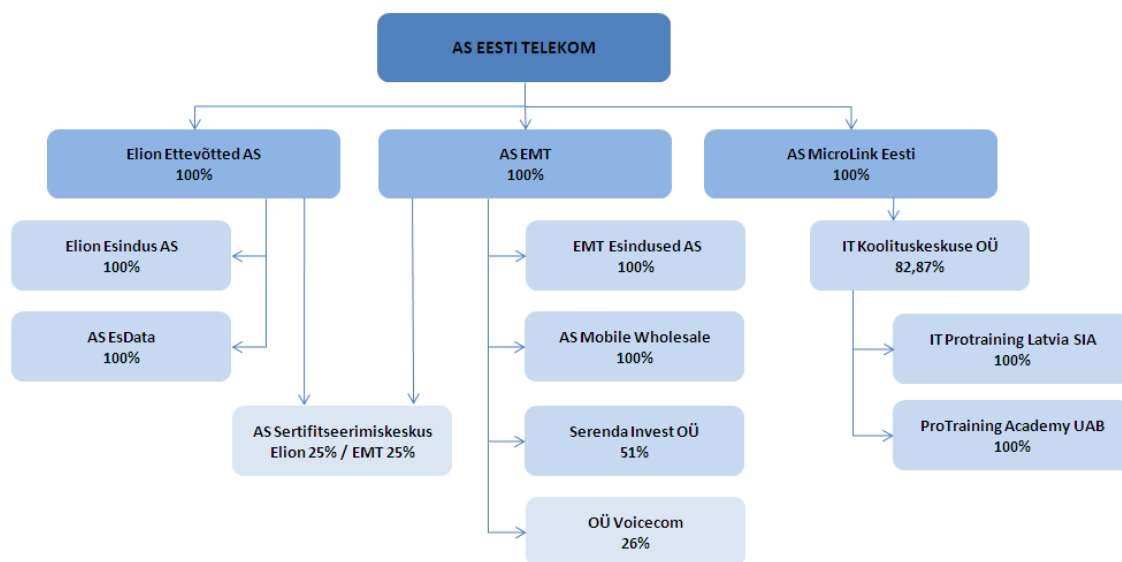 AS EESTI TELEKOM
Elion Ettevõtted AS
100%
AS EMT
100%
AS MicroLink Eesti
100%
Elion Esindus AS
100%
EMT Esindused AS
100%
IT Koolituskeskuse OÜ
82,87%
AS EsData
100%
AS Mobile Wholesale
100%
IT Protraining Latvia SIA
100%
AS Sertifitseerimiskeskus
Elion 25% / EMT 25%
Serenda Invest OÜ
51%
ProTraining Academy UAB
100%
OÜ Voicecom
26%